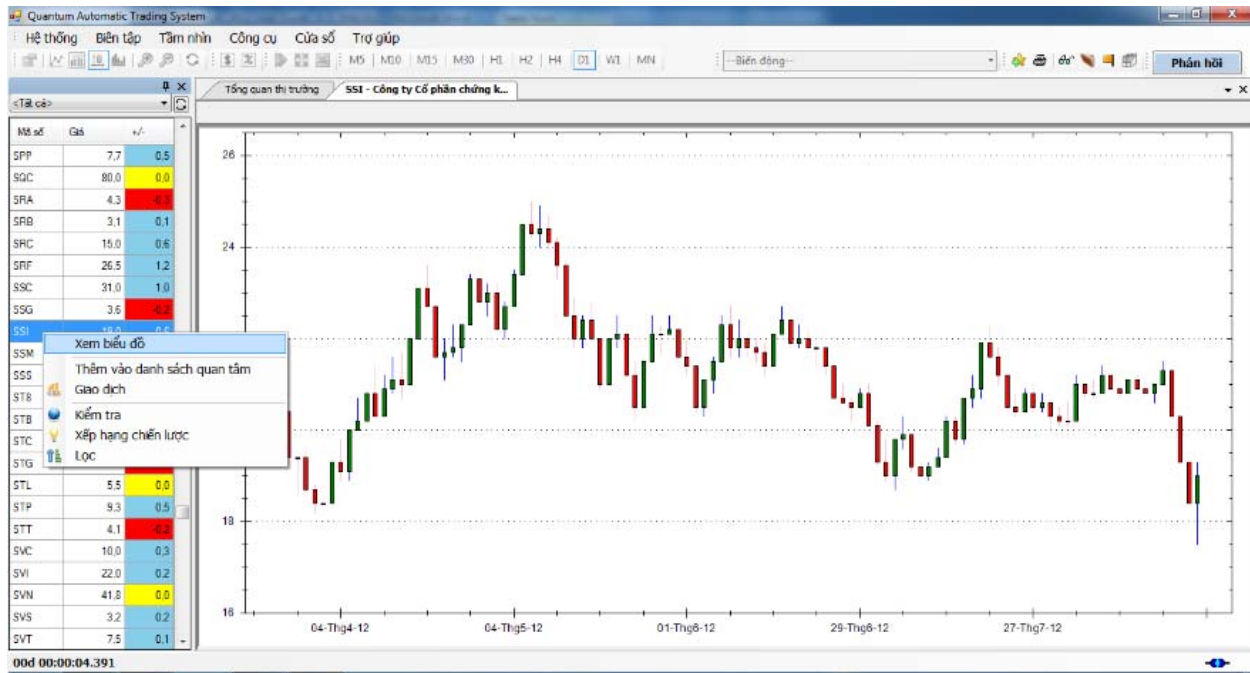 Quantum Automatic Trading System
Hệ thống Biên tập Tầm nhìn Công cụ Cửa sổ Trợ giúp
M5 M10 M15 M30 H1 H2 H4 D1 W1 MN --Biến động-- Phản hồi
<Tất cả>
Tổng quan thị trường SSI - Công ty Cổ phần chứng k...
Mã số Giá +/-
SPP 7,7 0,5
SQC 80,0 0,0
SRA 4,3
SRB 3,1 0,1
SRC 15,0 0,6
SRF 26,5 1,2
SSC 31,0 1,0
SSG 3,6
SSI
SSM
SSS
ST8
STB
STC
STG
STL 5,5 0,0
STP 9,3 0,5
STT 4,1
SVC 10,0 0,3
SVI 22,0 0,2
SVN 41,8 0,0
SVS 3,2 0,2
SVT 7,5 0,1
Xem biểu đồ
Thêm vào danh sách quan tâm
Giao dịch
Kiểm tra
Xếp hạng chiến lược
Lọc
26
24
18
16
04-Thg4-12 04-Thg5-12 01-Thg6-12 29-Thg6-12 27-Thg7-12
00d 00:00:04.391